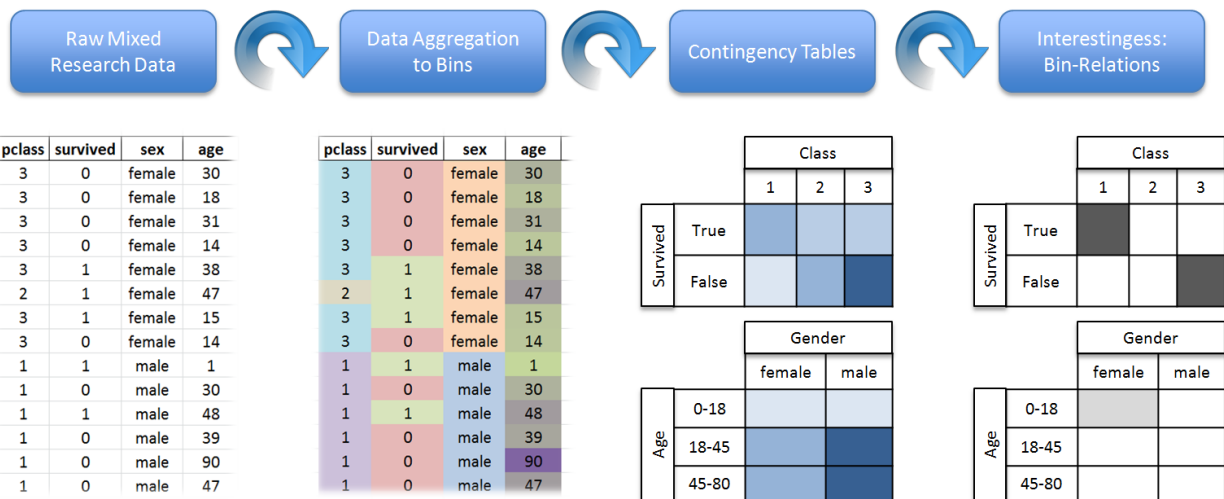 Raw Mixed
Research Data
Data Aggregation
to Bins
Contingency Tables
Interestingess:
Bin-Relations
pclass survived sex age
3 0 female 30
3 0 female 18
3 0 female 31
3 0 female 14
3 1 female 38
2 1 female 47
3 1 female 15
3 0 female 14
1 1 male 1
1 0 male 30
1 1 male 48
1 0 male 39
1 0 male 90
1 0 male 47
pclass survived sex age
3 0 female 30
3 0 female 18
3 0 female 31
3 0 female 14
3 1 female 38
2 1 female 47
3 1 female 15
3 0 female 14
1 1 male 1
1 0 male 30
1 1 male 48
1 0 male 39
1 0 male 90
1 0 male 47
Class
1 2 3
Survived
True
False
Gender
female male
Age
0-18
18-45
45-80
Class
1 2 3
Survived
True
False
Gender
female male
Age
0-18
18-45
45-80